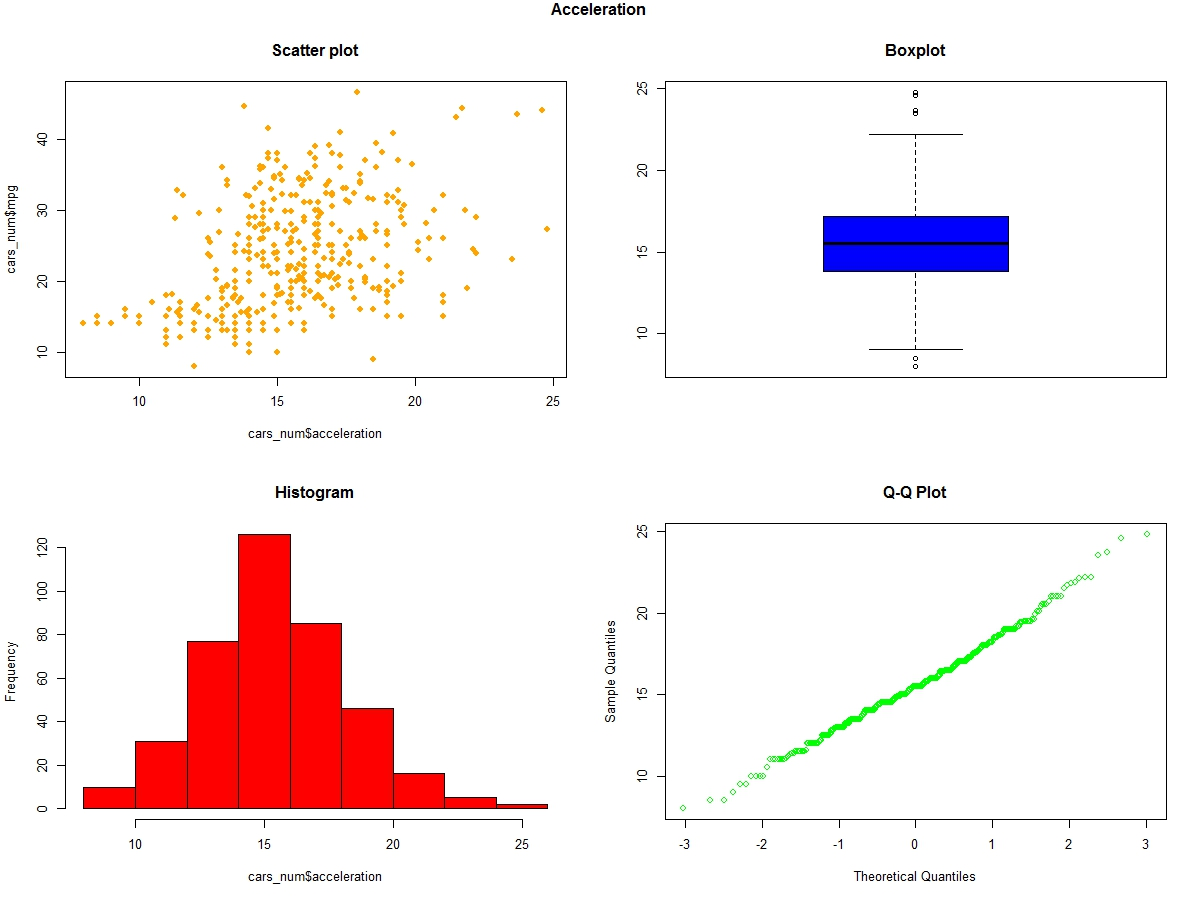 Acceleration
Scatter plot
cars_num$mpg
10 20 30 40
10 15 20 25
cars_num$acceleration
Boxplot
10 15 20 25
Histogram
Frequency
0 20 40 60 80 100 120
10 15 20 25
cars_num$acceleration
Q-Q Plot
Sample Quantiles
10 15 20 25
-3 -2 -1 0 1 2 3
Theoretical Quantiles